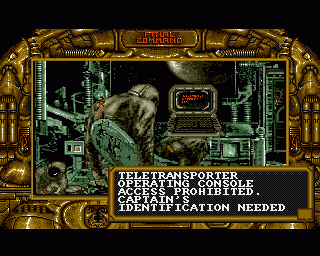 FINAL
COMMAND
TELETRANSPORTER
OPERATING CONSOLE
ACCESS PROHIBITED.
CAPTAIN'S
IDENTIFICATION NEEDED